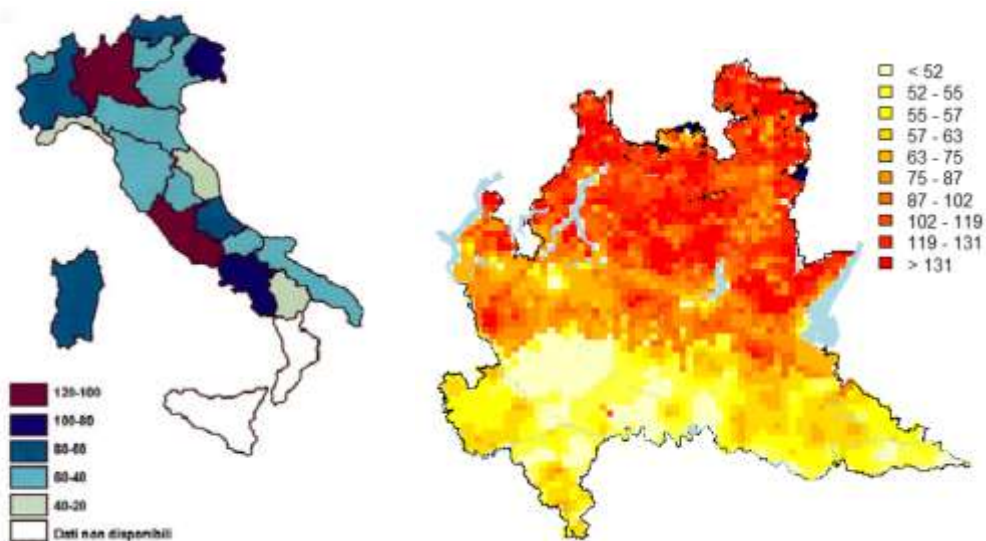 120-100
100-80
80-60
60-40
40-20
Dati non disponibili
< 52
52 - 55
55 - 57
57 - 63
63 - 75
75 - 87
87 - 102
102 - 119
119 - 131
> 131